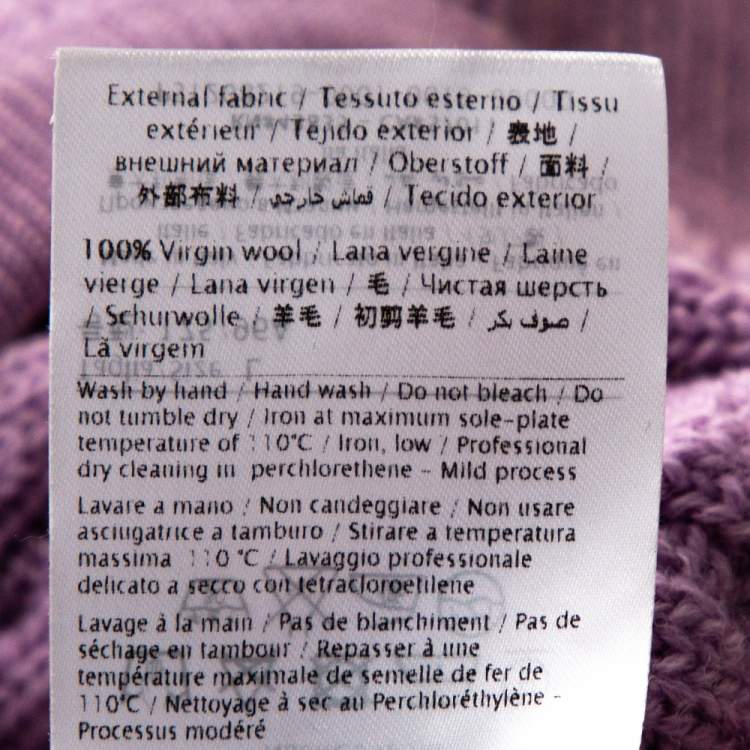 External fabric / Tessuto esterno / Tissu
extérieur / Tejido exterior / 表地 /
внешний материал / Oberstoff / 面料 /
外部布料 / قماش خارجي / Tecido exterior
100% Virgin wool / Lana vergine / Laine
vierge / Lana virgen / 毛 / Чистая шерсть
/ Schurwolle / 羊毛 / 初剪羊毛 / صوف بكر /
Lã virgem
Wash by hand / Hand wash / Do not bleach / Do
not tumble dry / Iron at maximum sole-plate
temperature of 110°C / Iron, low / Professional
dry cleaning in perchlorethene - Mild process
Lavare a mano / Non candeggiare / Non usare
asciugatrice a tamburo / Stirare a temperatura
massima 110 °C / Lavaggio professionale
delicato a secco con tetracloroetilene
Lavage à la main / Pas de blanchiment / Pas de
séchage en tambour / Repasser à une
température maximale de semelle de fer de
110°C / Nettoyage à sec au Perchloréthylène -
Processus modéré